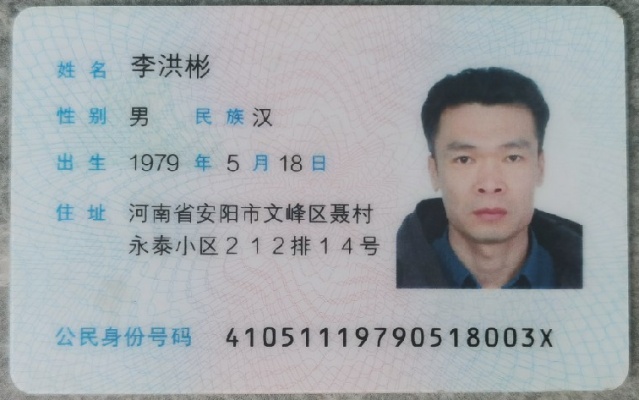 姓名 李洪彬
性别 男 民族 汉
出生 1979 年 5 月 18 日
住址 河南省安阳市文峰区聂村
永泰小区２１２排１４号
公民身份号码 41051119790518003X